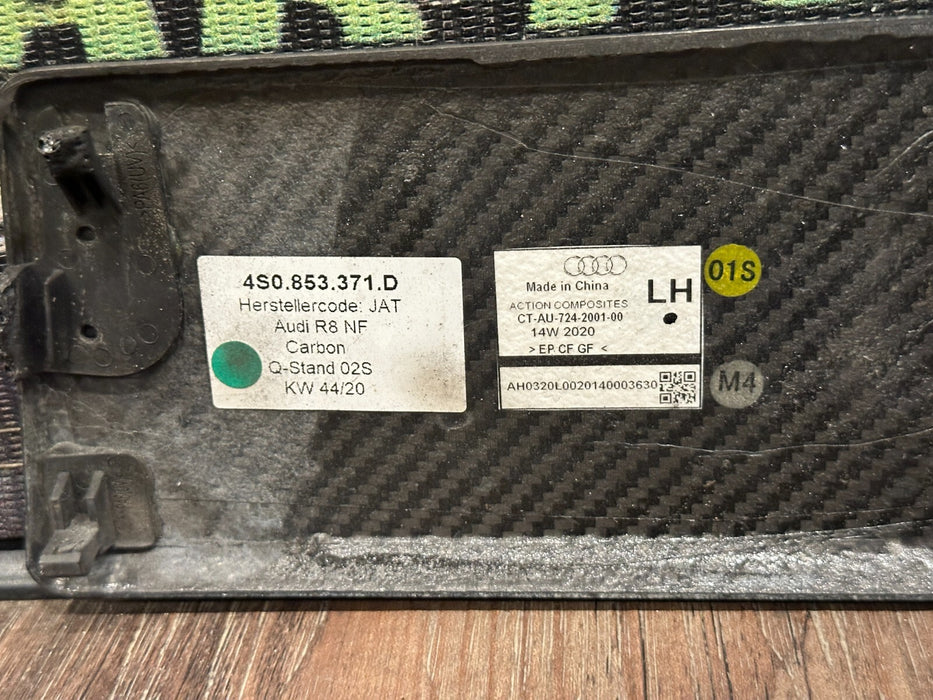 4S0.853.371.D
Herstellercode: JAT
Audi R8 NF
Carbon
Q-Stand 02S
KW 44/20
Made in China
LH
ACTION COMPOSITES
CT-AU-724-2001-00
14W 2020
> EP CF GF <
AH0320L0020140003630
01S
M4